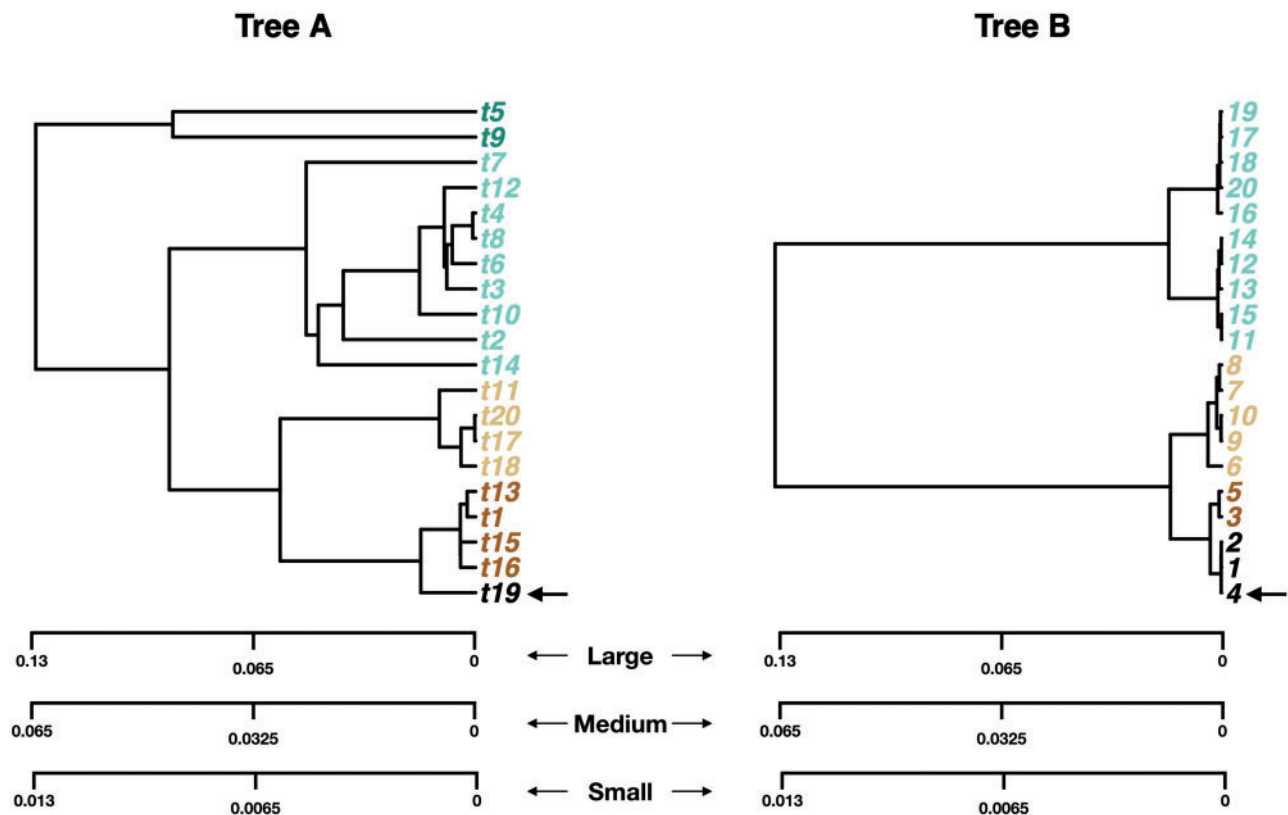 Tree A
Tree B
t5
t9
t7
t12
t4
t8
t6
t3
t10
t2
t14
t11
t20
t17
t18
t13
t1
t15
t16
t19
19
17
18
20
16
14
12
13
15
11
8
7
10
9
6
5
3
2
1
4
0.13
0.065
0
Large
0.13
0.065
0
0.065
0.0325
0
Medium
0.065
0.0325
0
0.013
0.0065
0
Small
0.013
0.0065
0